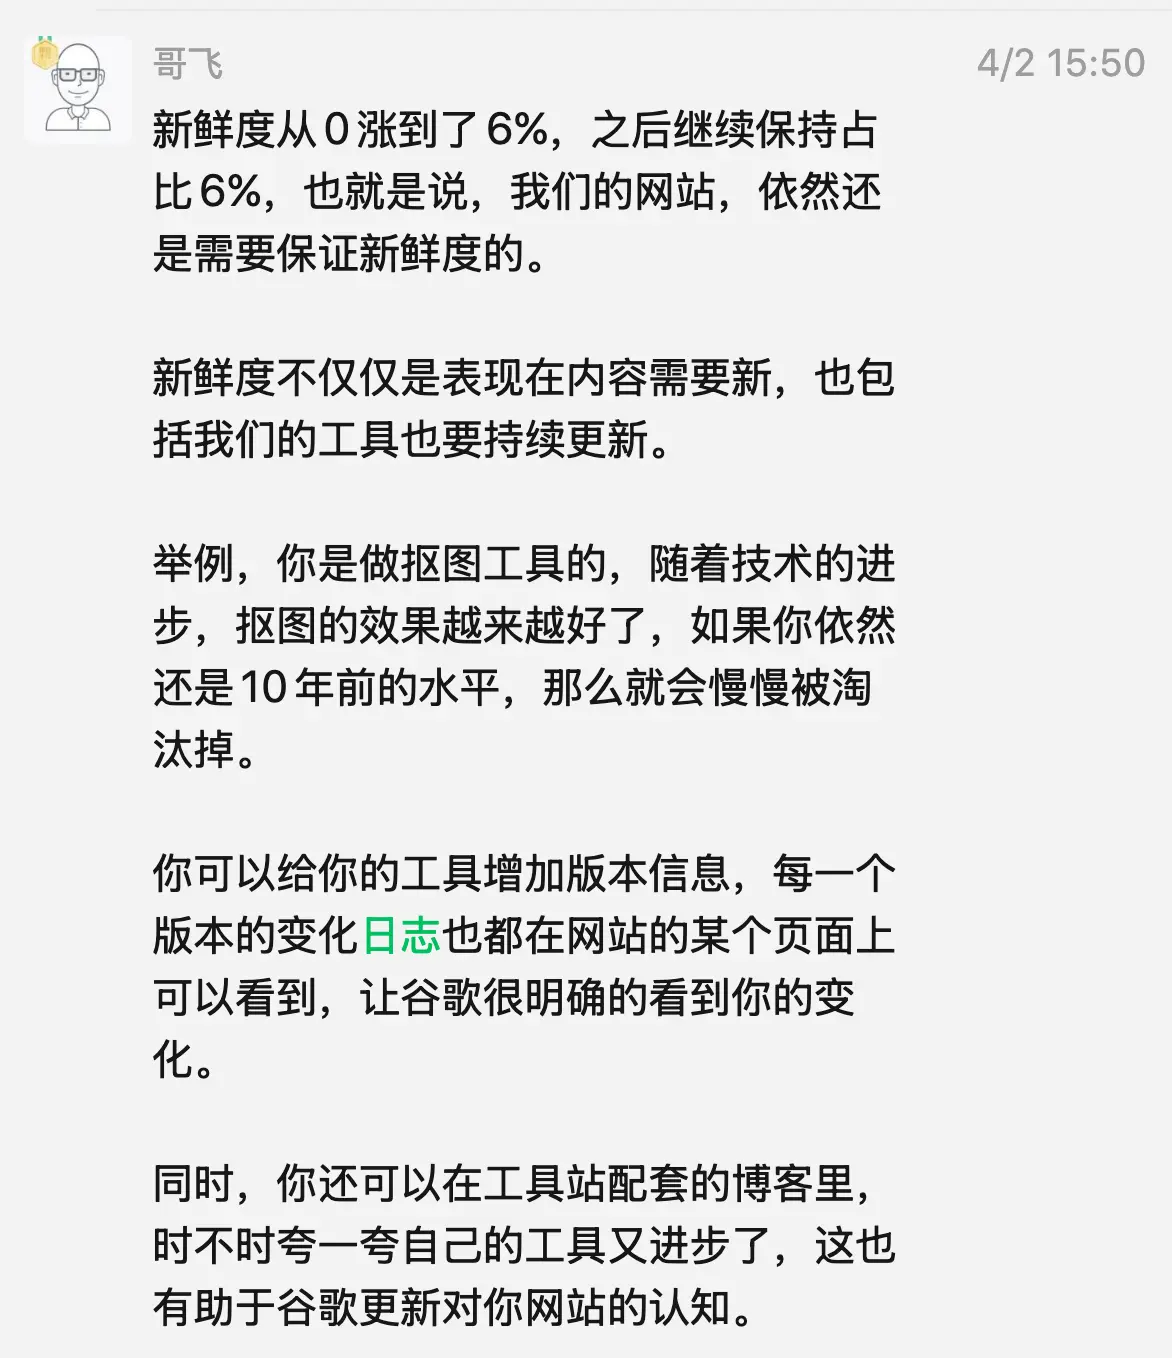 哥飞
4/2 15:50
新鲜度从0涨到了6%，之后继续保持占
比6%，也就是说，我们的网站，依然还
是需要保证新鲜度的。
新鲜度不仅仅是表现在内容需要新，也包
括我们的工具也要持续更新。
举例，你是做抠图工具的，随着技术的进
步，抠图的效果越来越好了，如果你依然
还是10年前的水平，那么就会慢慢被淘
汰掉。
你可以给你的工具增加版本信息，每一个
版本的变化日志也都在网站的某个页面上
可以看到，让谷歌很明确的看到你的变
化。
同时，你还可以在工具站配套的博客里，
时不时夸一夸自己的工具又进步了，这也
有助于谷歌更新对你网站的认知。